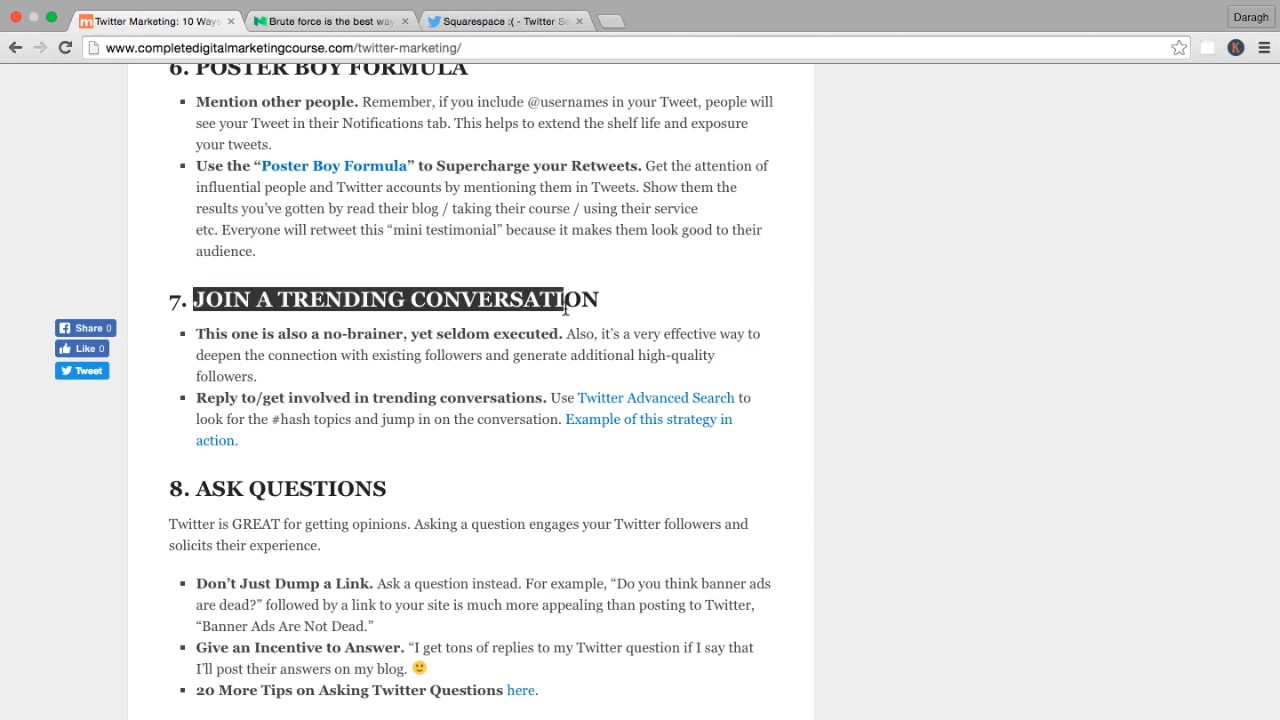 Twitter Marketing: 10 Ways
Brute force is the best way
Squarespace :( - Twitter Se
Daragh
www.completedigitalmarketingcourse.com/twitter-marketing/
K
6. POSTER BOY FORMULA
Mention other people. Remember, if you include @usernames in your Tweet, people will
see your Tweet in their Notifications tab. This helps to extend the shelf life and exposure
your tweets.
Use the “Poster Boy Formula” to Supercharge your Retweets. Get the attention of
influential people and Twitter accounts by mentioning them in Tweets. Show them the
results you’ve gotten by read their blog / taking their course / using their service
etc. Everyone will retweet this “mini testimonial” because it makes them look good to their
audience.
7. JOIN A TRENDING CONVERSATION
This one is also a no-brainer, yet seldom executed. Also, it’s a very effective way to
deepen the connection with existing followers and generate additional high-quality
followers.
Reply to/get involved in trending conversations. Use Twitter Advanced Search to
look for the #hash topics and jump in on the conversation. Example of this strategy in
action.
Share 0
Like 0
Tweet
8. ASK QUESTIONS
Twitter is GREAT for getting opinions. Asking a question engages your Twitter followers and
solicits their experience.
Don’t Just Dump a Link. Ask a question instead. For example, “Do you think banner ads
are dead?” followed by a link to your site is much more appealing than posting to Twitter,
“Banner Ads Are Not Dead.”
Give an Incentive to Answer. “I get tons of replies to my Twitter question if I say that
I’ll post their answers on my blog. 🙂
20 More Tips on Asking Twitter Questions here.